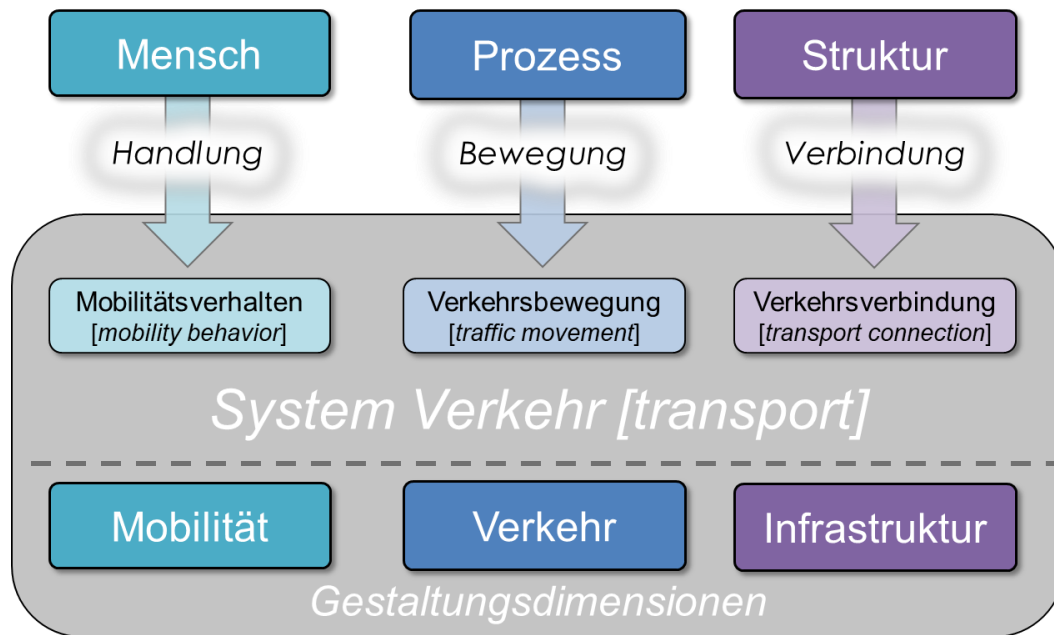 Mensch
Prozess
Struktur
Handlung
Bewegung
Verbindung
Mobilitätsverhalten
[mobility behavior]
Verkehrsbewegung
[traffic movement]
Verkehrsverbindung
[transport connection]
System Verkehr [transport]
Mobilität
Verkehr
Infrastruktur
Gestaltungsdimensionen